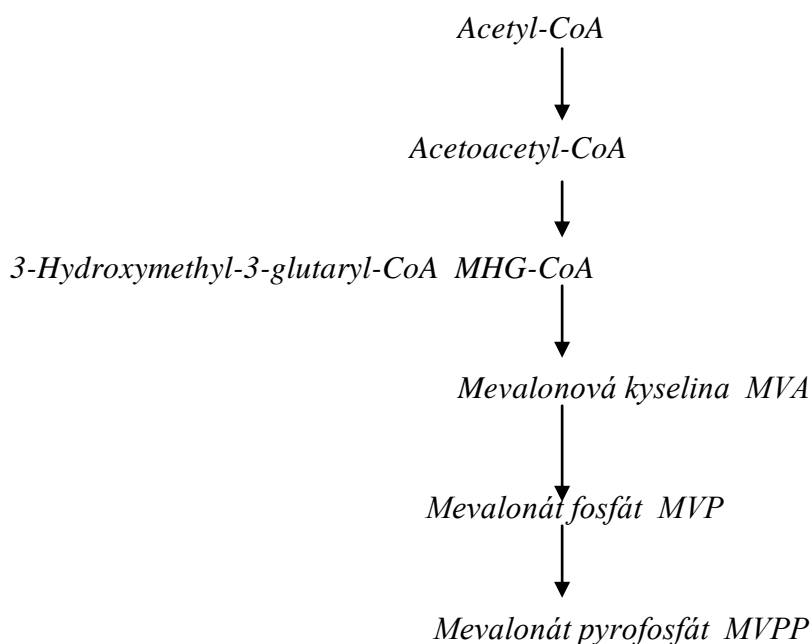 Acetyl-CoA
Acetoacetyl-CoA
3-Hydroxymethyl-3-glutaryl-CoA MHG-CoA
Mevalonová kyselina MVA
Mevalonát fosfát MVP
Mevalonát pyrofosfát MVPP